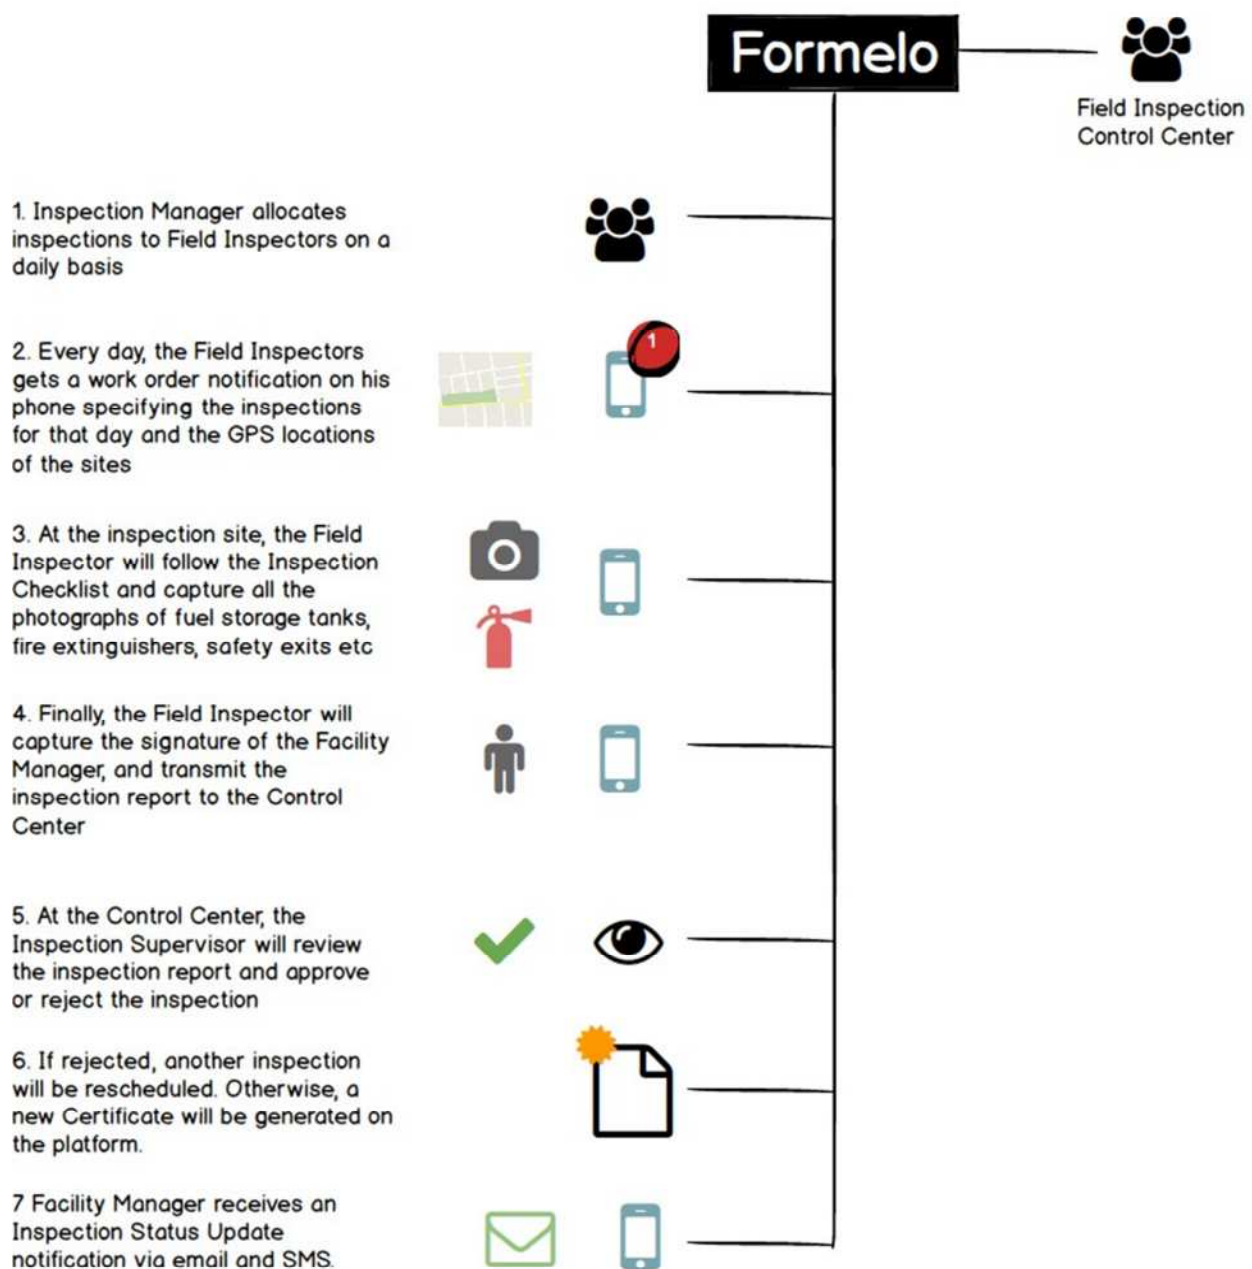 Formelo
Field Inspection
Control Center
1. Inspection Manager allocates
inspections to Field Inspectors on a
daily basis
2. Every day, the Field Inspectors
gets a work order notification on his
phone specifying the inspections
for that day and the GPS locations
of the sites
1
3. At the inspection site, the Field
Inspector will follow the Inspection
Checklist and capture all the
photographs of fuel storage tanks,
fire extinguishers, safety exits etc
4. Finally, the Field Inspector will
capture the signature of the Facility
Manager, and transmit the
inspection report to the Control
Center
5. At the Control Center, the
Inspection Supervisor will review
the inspection report and approve
or reject the inspection
6. If rejected, another inspection
will be rescheduled. Otherwise, a
new Certificate will be generated on
the platform.
7 Facility Manager receives an
Inspection Status Update
notification via email and SMS.